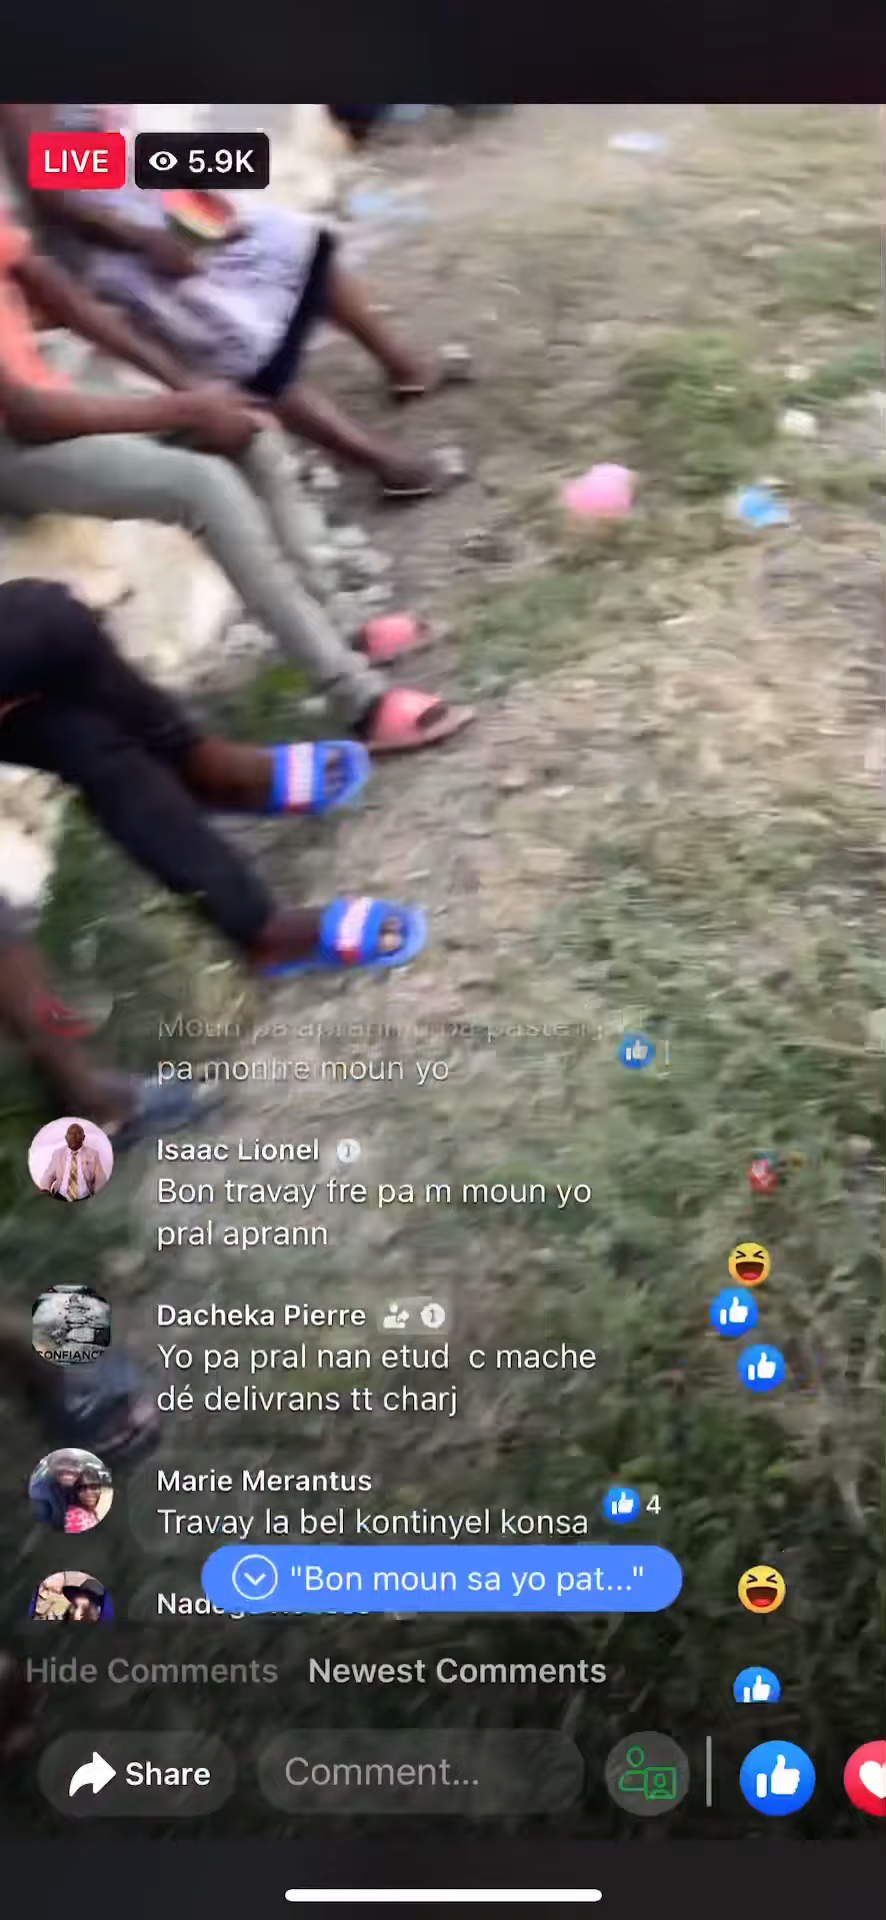 LIVE 5.9K
pa montre moun yo
1
Isaac Lionel
Bon travay fre pa m moun yo
pral aprann
Dacheka Pierre
CONFIANCE
Yo pa pral nan etud c mache
dé delivrans tt charj
Marie Merantus
Travay la bel kontinyel konsa 4
"Bon moun sa yo pat..."
Hide Comments Newest Comments
Share Comment...